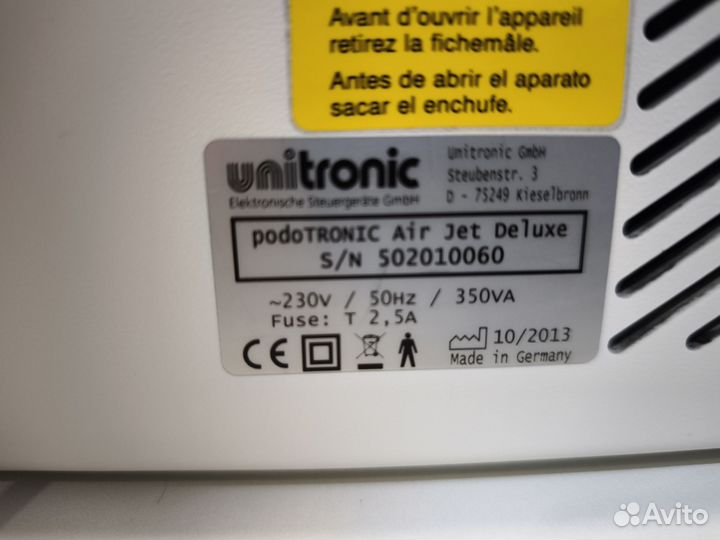 Avant d'ouvrir l'appareil
retirez la fichemâle.
Antes de abrir el aparato
sacar el enchufe.
unitronic
Elektronische Steuergeräte GmbH
Unitronic GmbH
Steubenstr. 3
D - 75249 Kieselbronn
podoTRONIC Air Jet Deluxe
S/N 502010060
~230V / 50Hz / 350VA
Fuse: T 2,5A
CE
10/2013
Made in Germany
Avito